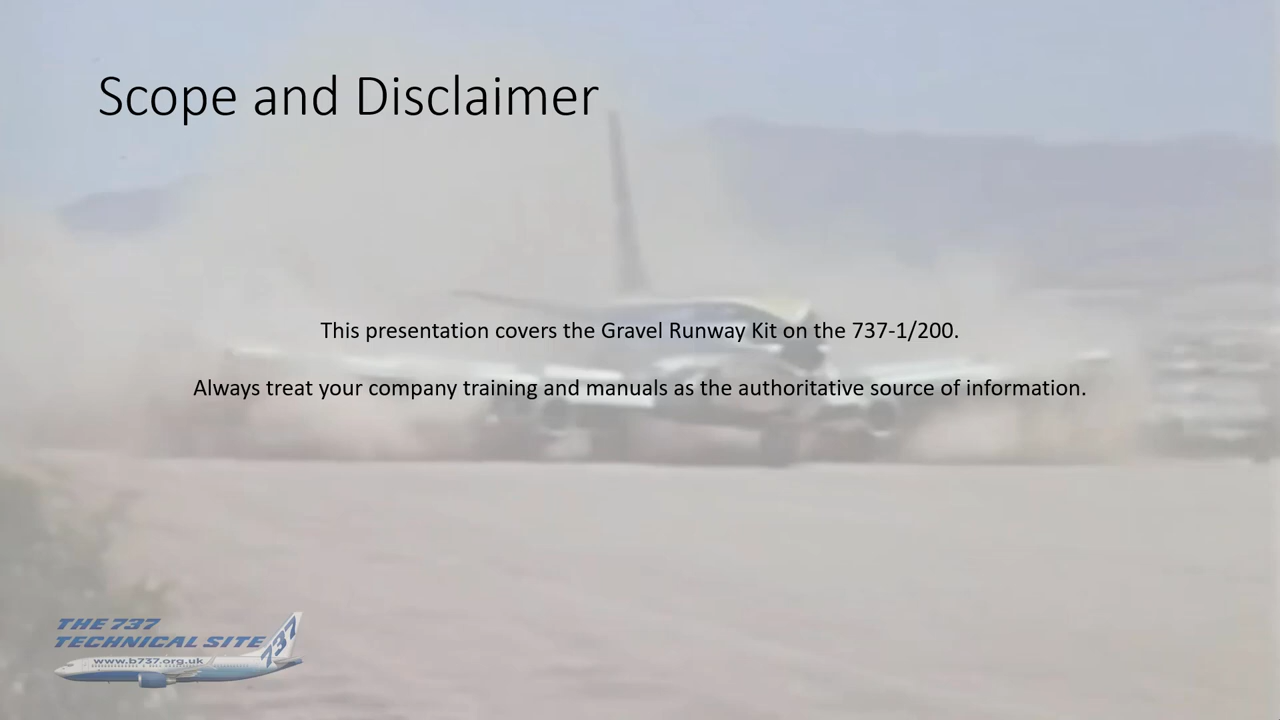 Scope and Disclaimer
This presentation covers the Gravel Runway Kit on the 737-1/200.
Always treat your company training and manuals as the authoritative source of information.
THE 737
TECHNICAL SITE
737
www.b737.org.uk